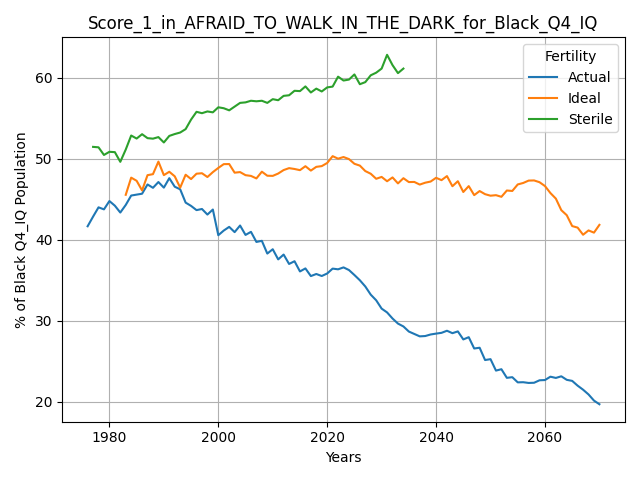 Score_1_in_AFRAID_TO_WALK_IN_THE_DARK_for_Black_Q4_IQ
Fertility
Actual
Ideal
Sterile
% of Black Q4_IQ Population
60
50
40
30
20
1980
2000
2020
2040
2060
Years